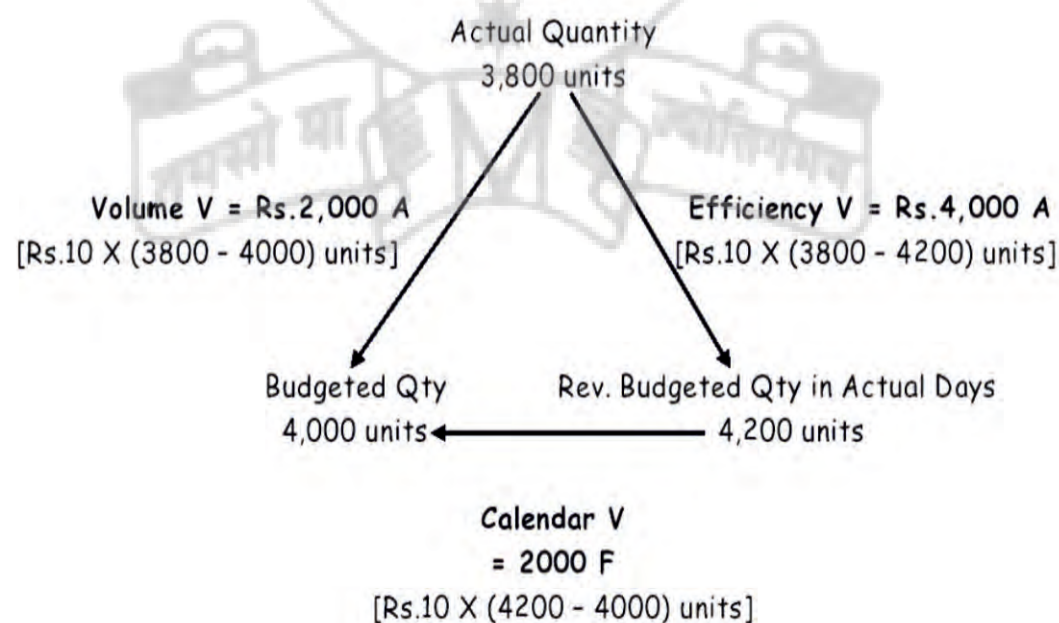 Actual Quantity
3,800 units
तमसो मा
ज्योतिर्गमय
Volume V = Rs.2,000 A
[Rs.10 X (3800 - 4000) units]
Efficiency V = Rs.4,000 A
[Rs.10 X (3800 - 4200) units]
Budgeted Qty
4,000 units
Rev. Budgeted Qty in Actual Days
4,200 units
Calendar V
= 2000 F
[Rs.10 X (4200 - 4000) units]